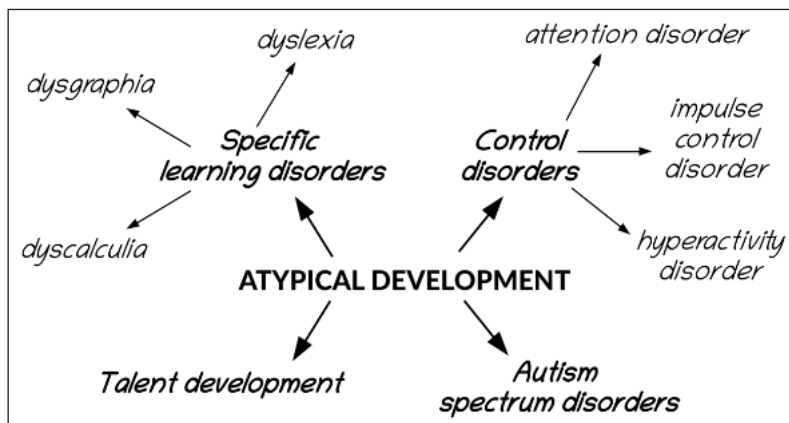 dyslexia
attention disorder
dysgraphia
impulse
control
disorder
Specific
learning disorders
Control
disorders
dyscalculia
hyperactivity
disorder
ATYPICAL DEVELOPMENT
Talent development
Autism
spectrum disorders